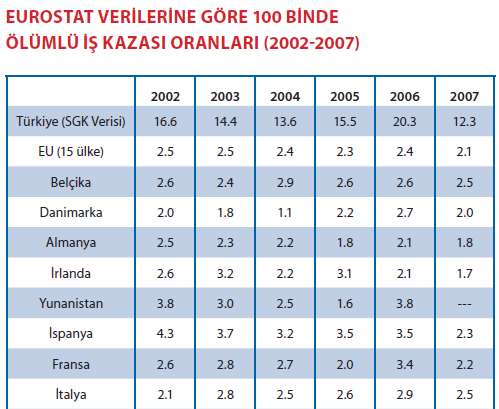 EUROSTAT VERİLERİNE GÖRE 100 BİNDE
ÖLÜMLÜ İŞ KAZASI ORANLARI (2002-2007)
2002 2003 2004 2005 2006 2007
Türkiye (SGK Verisi) 16.6 14.4 13.6 15.5 20.3 12.3
EU (15 ülke) 2.5 2.5 2.4 2.3 2.4 2.1
Belçika 2.6 2.4 2.9 2.6 2.6 2.5
Danimarka 2.0 1.8 1.1 2.2 2.7 2.0
Almanya 2.5 2.3 2.2 1.8 2.1 1.8
İrlanda 2.6 3.2 2.2 3.1 2.1 1.7
Yunanistan 3.8 3.0 2.5 1.6 3.8 ---
İspanya 4.3 3.7 3.2 3.5 3.5 2.3
Fransa 2.6 2.8 2.7 2.0 3.4 2.2
İtalya 2.1 2.8 2.5 2.6 2.9 2.5